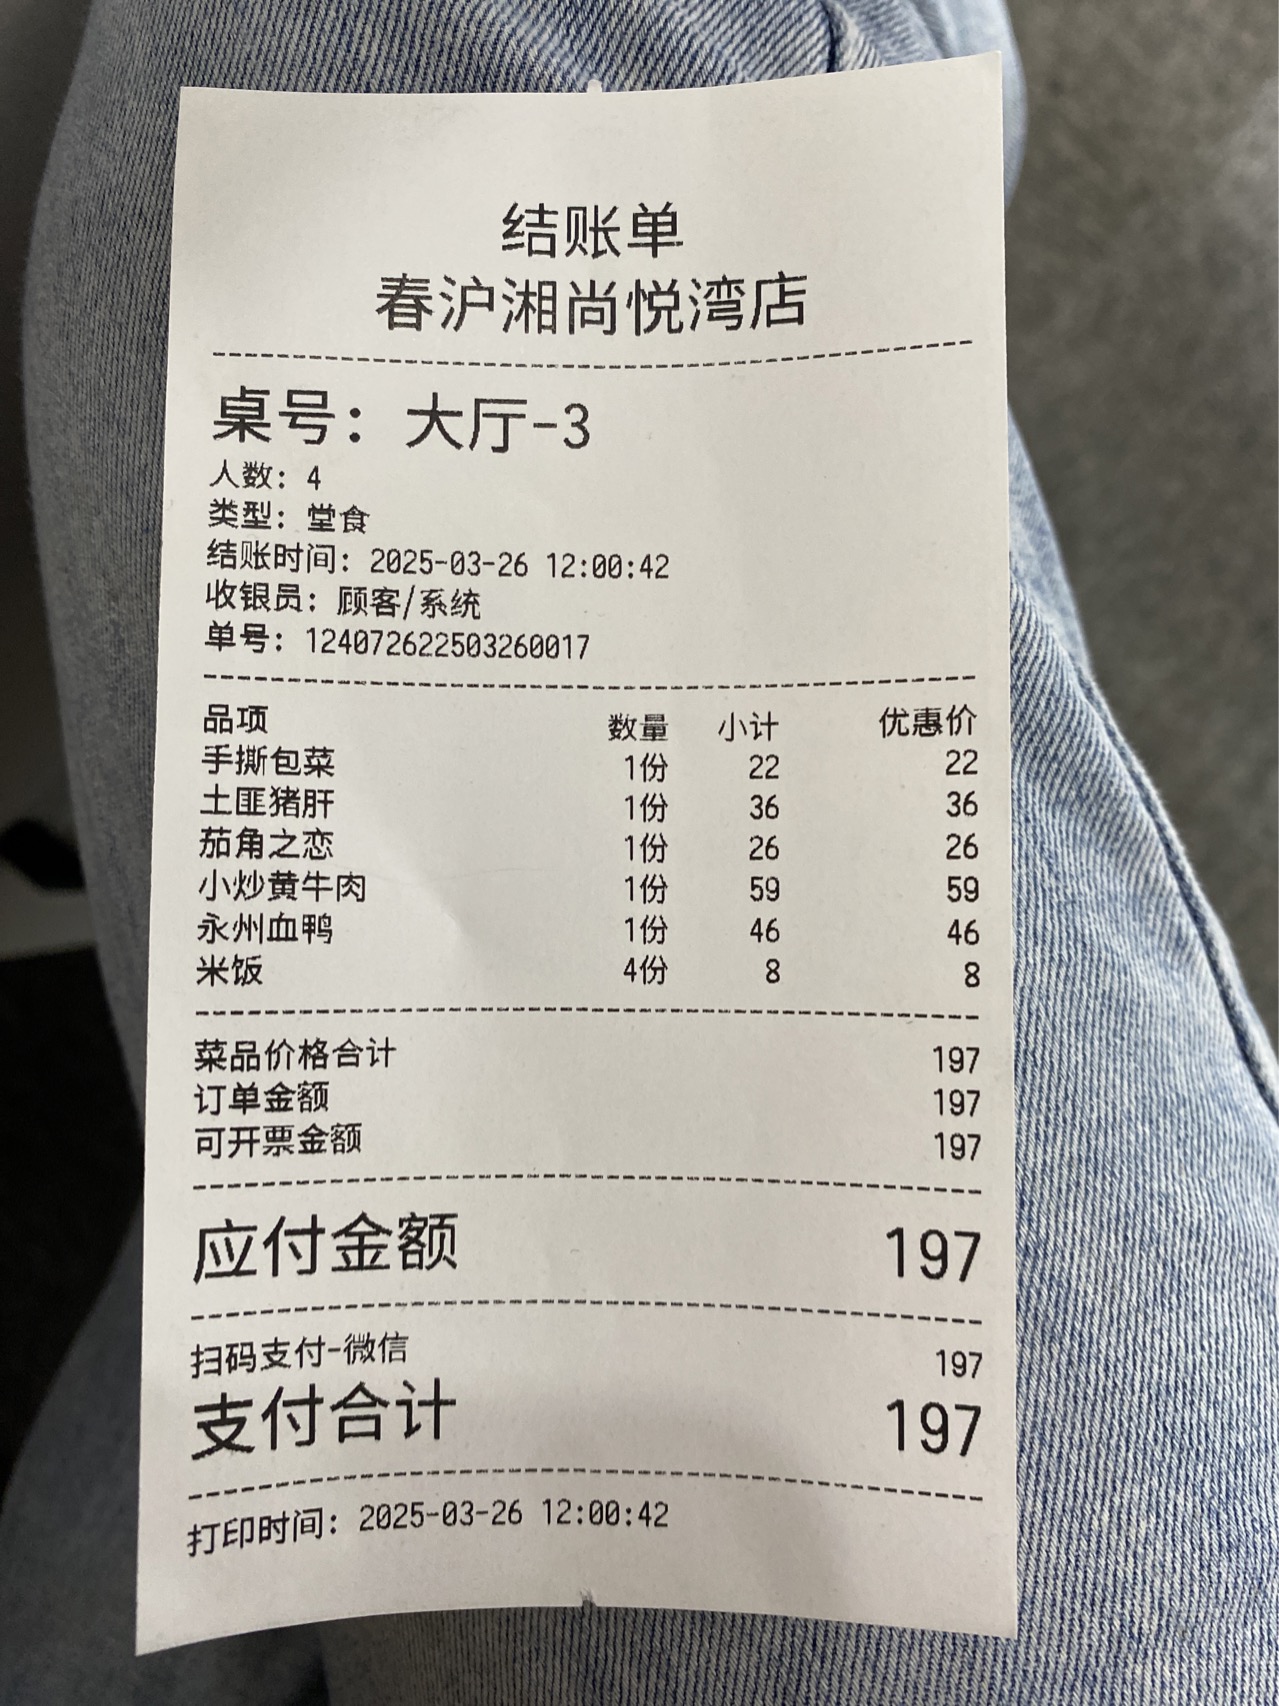 结账单
春沪湘尚悦湾店
桌号：大厅-3
人数：4
类型：堂食
结账时间：2025-03-26 12:00:42
收银员：顾客/系统
单号：124072622503260017
品项 数量 小计 优惠价
手撕包菜 1份 22 22
土匪猪肝 1份 36 36
茄角之恋 1份 26 26
小炒黄牛肉 1份 59 59
永州血鸭 1份 46 46
米饭 4份 8 8
菜品价格合计 197
订单金额 197
可开票金额 197
应付金额 197
扫码支付-微信 197
支付合计 197
打印时间：2025-03-26 12:00:42